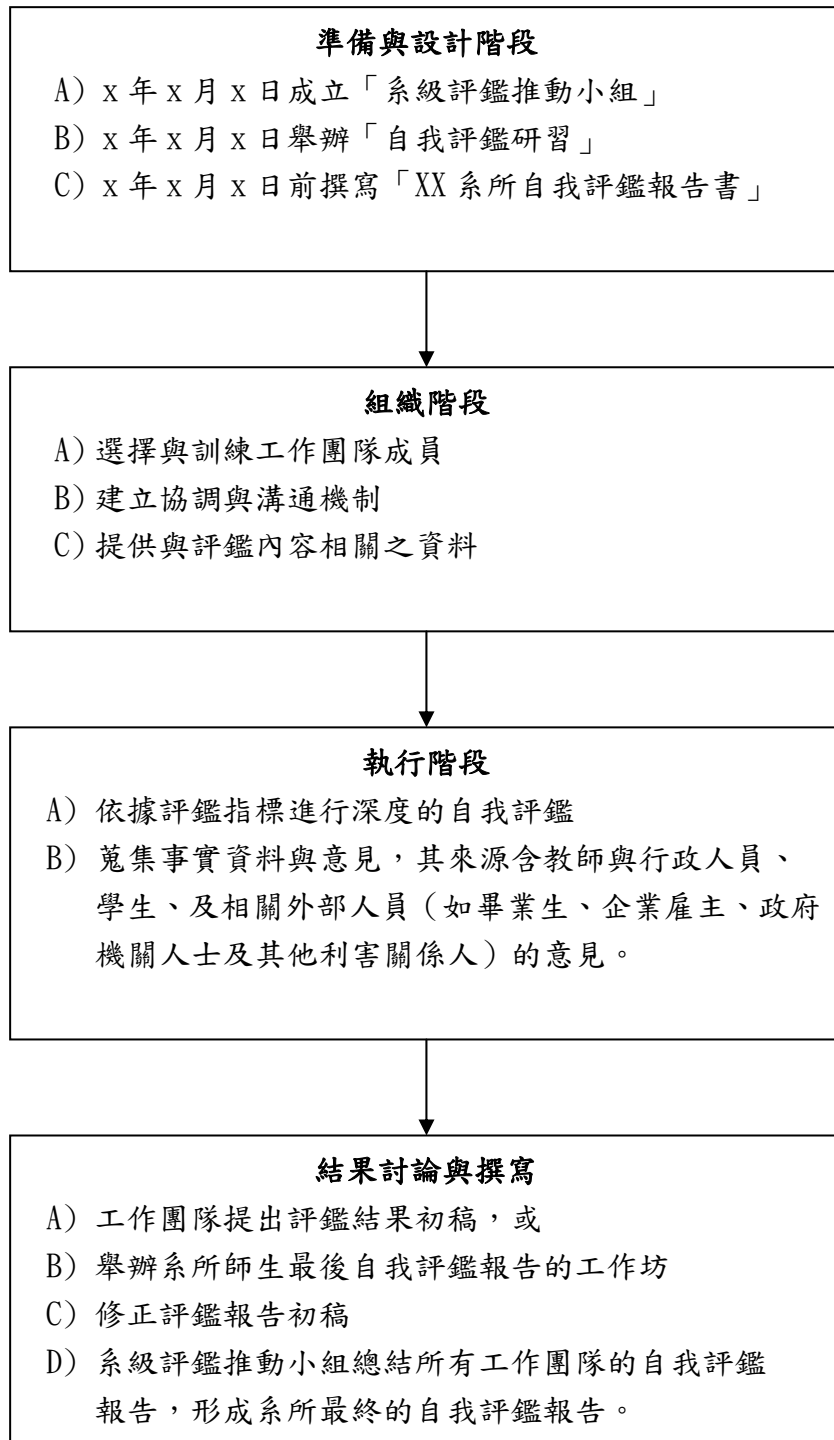 準備與設計階段
A) x 年 x 月 x 日成立「系級評鑑推動小組」
B) x 年 x 月 x 日舉辦「自我評鑑研習」
C) x 年 x 月 x 日前撰寫「XX 系所自我評鑑報告書」
組織階段
A) 選擇與訓練工作團隊成員
B) 建立協調與溝通機制
C) 提供與評鑑內容相關之資料
執行階段
A) 依據評鑑指標進行深度的自我評鑑
B) 蒐集事實資料與意見，其來源含教師與行政人員、
學生、及相關外部人員（如畢業生、企業雇主、政府
機關人士及其他利害關係人）的意見。
結果討論與撰寫
A) 工作團隊提出評鑑結果初稿，或
B) 舉辦系所師生最後自我評鑑報告的工作坊
C) 修正評鑑報告初稿
D) 系級評鑑推動小組總結所有工作團隊的自我評鑑
報告，形成系所最終的自我評鑑報告。